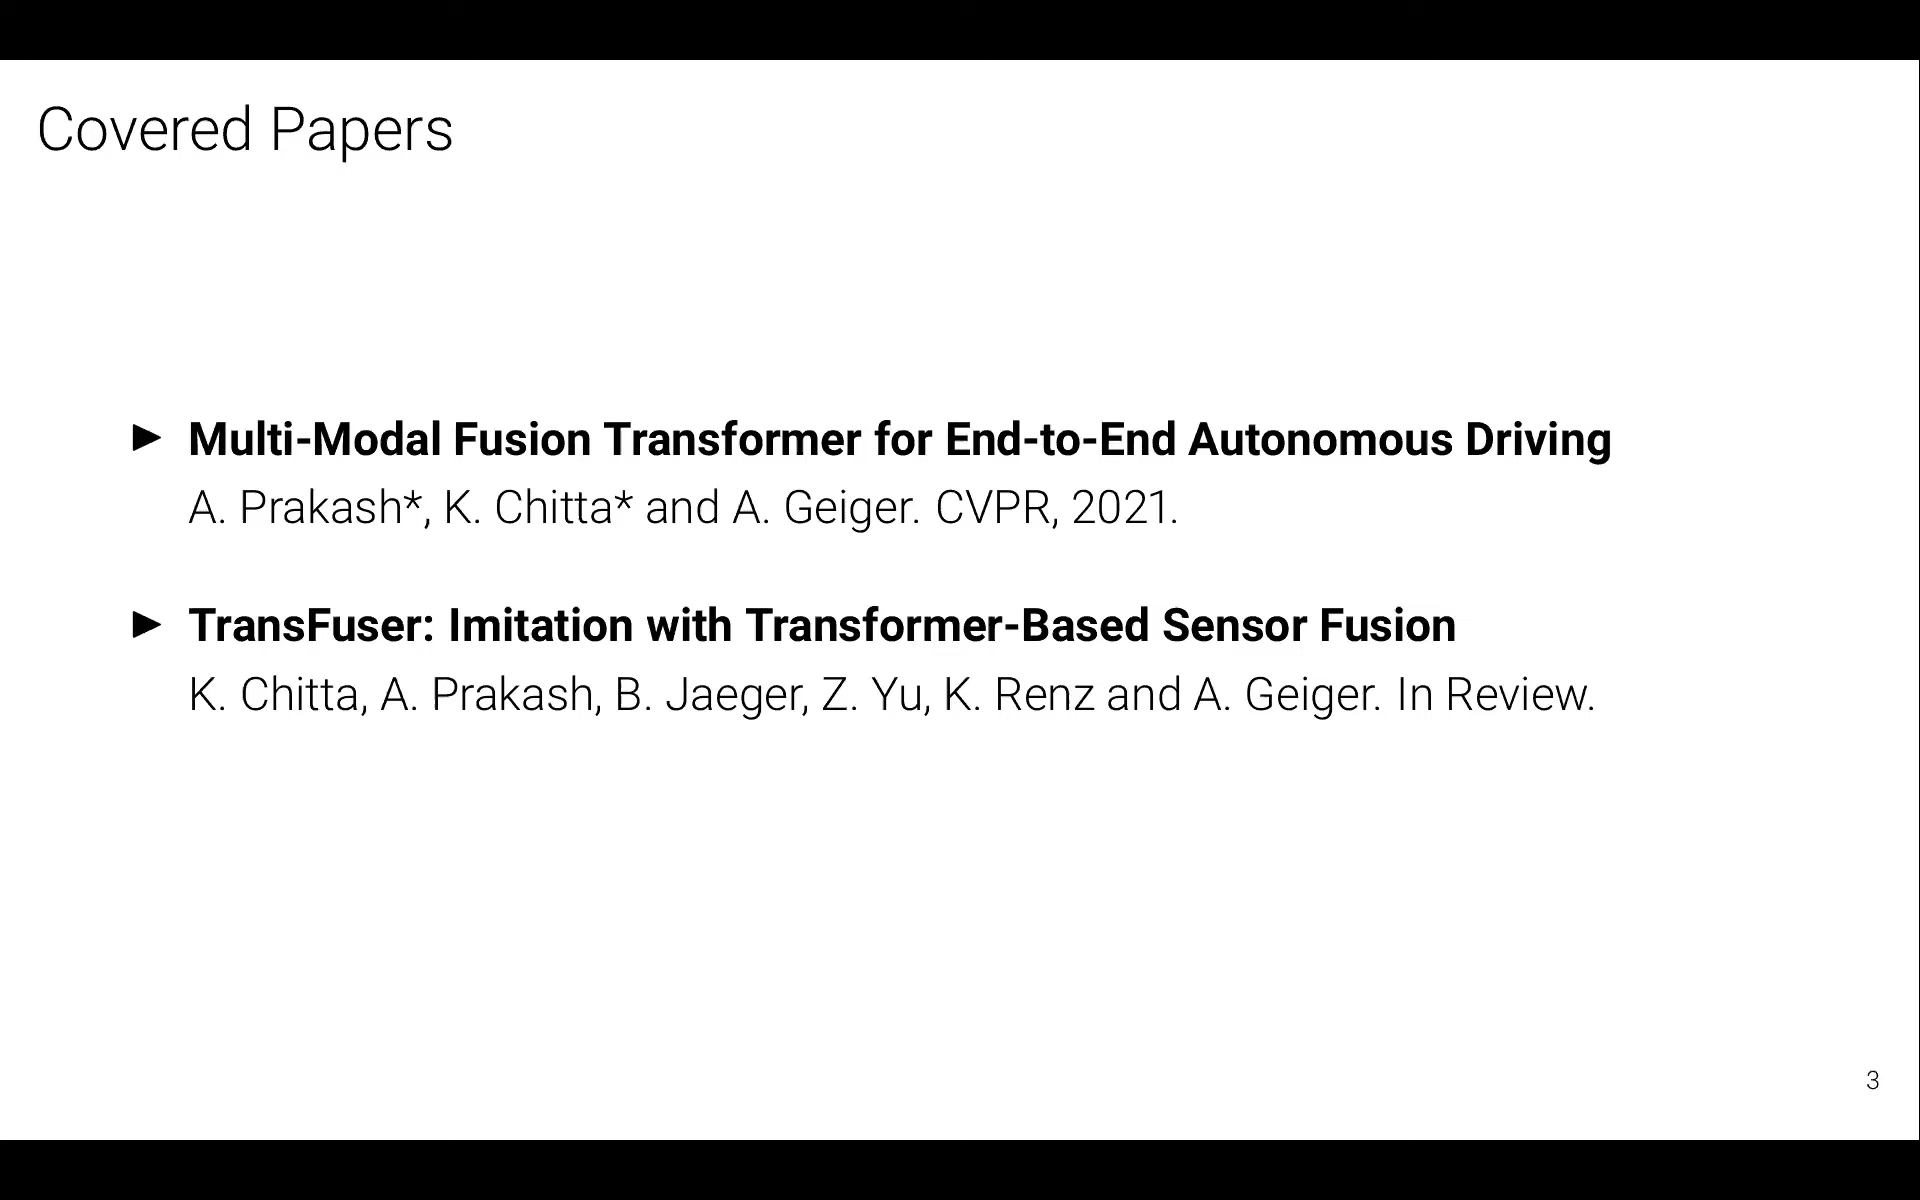 Covered Papers
► Multi-Modal Fusion Transformer for End-to-End Autonomous Driving
A. Prakash*, K. Chitta* and A. Geiger. CVPR, 2021.
► TransFuser: Imitation with Transformer-Based Sensor Fusion
K. Chitta, A. Prakash, B. Jaeger, Z. Yu, K. Renz and A. Geiger. In Review.
3